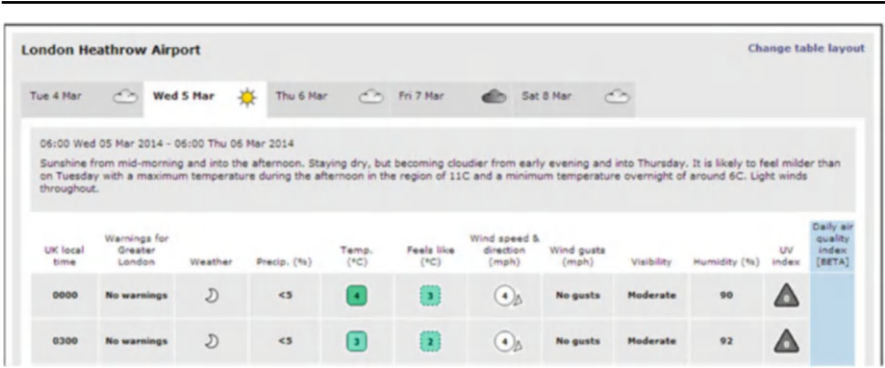 London Heathrow Airport
Change table layout
Tue 4 Mar Wed 5 Mar Thu 6 Mar Fri 7 Mar Sat 8 Mar
06:00 Wed 05 Mar 2014 - 06:00 Thu 06 Mar 2014
Sunshine from mid-morning and into the afternoon. Staying dry, but becoming cloudier from early evening and into Thursday. It is likely to feel milder than
on Tuesday with a maximum temperature during the afternoon in the region of 11C and a minimum temperature overnight of around 6C. Light winds
throughout.
UK local
time
Warnings for
Greater
London
Weather
Precip. (%)
Temp.
(°C)
Feels like
(°C)
Wind speed &
direction
(mph)
Wind gusts
(mph)
Visibility
Humidity (%)
UV
index
Daily air
quality
index
[BETA]
0000 No warnings <5 4 3 4 No gusts Moderate 90 0
0300 No warnings <5 3 2 4 No gusts Moderate 92 0